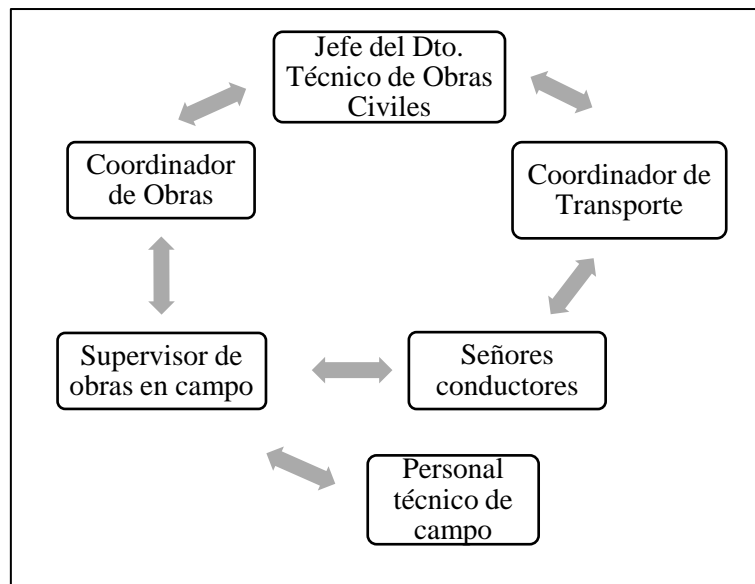 Jefe del Dto.
Técnico de Obras
Civiles
Coordinador
de Obras
Coordinador de
Transporte
Supervisor de
obras en campo
Señores
conductores
Personal
técnico de
campo